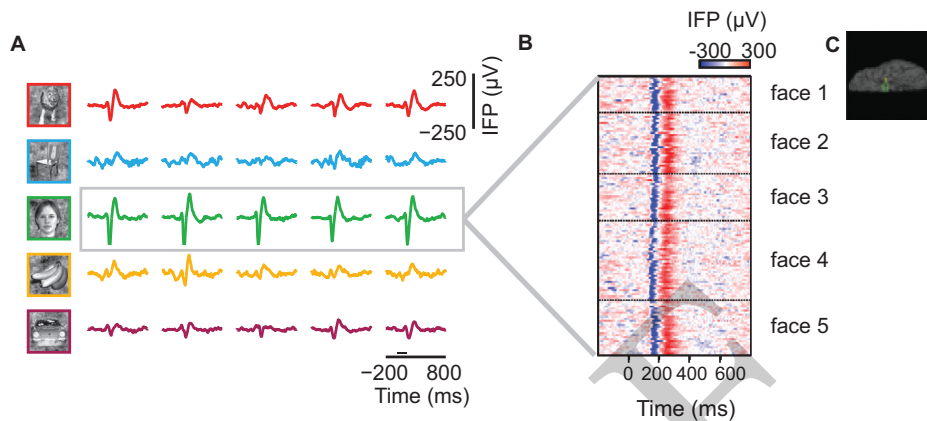 A
250
IFP (µV)
−250
−200 800
Time (ms)
B
IFP (µV)
-300 300
face 1
face 2
face 3
face 4
face 5
0 200 400 600
Time (ms)
C